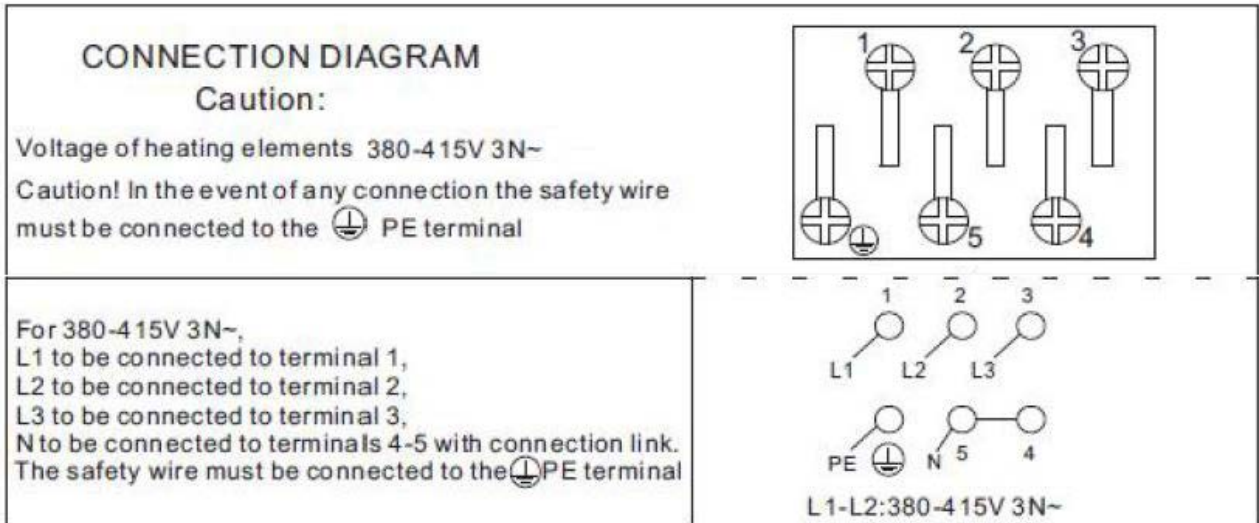 CONNECTION DIAGRAM
Caution:
Voltage of heating elements 380-415V 3N~
Caution! In the event of any connection the safety wire
must be connected to the PE terminal
1 2 3
5 4
For 380-415V 3N~,
L1 to be connected to terminal 1,
L2 to be connected to terminal 2,
L3 to be connected to terminal 3,
N to be connected to terminals 4-5 with connection link.
The safety wire must be connected to the PE terminal
1 2 3
L1 L2 L3
PE N 5 4
L1-L2:380-415V 3N~